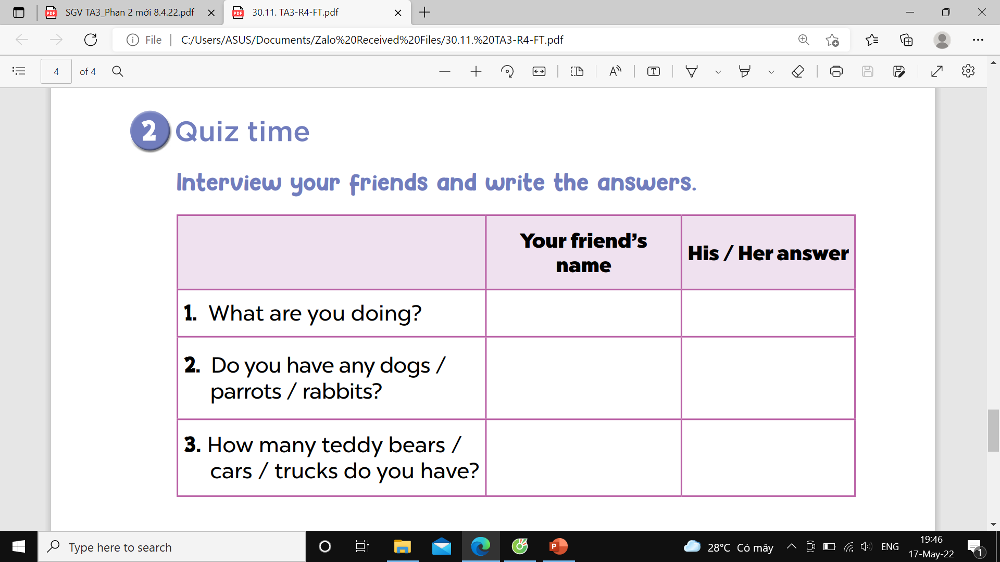 SGV TA3_Phan 2 mới 8.4.22.pdf
30.11. TA3-R4-FT.pdf
File
C:/Users/ASUS/Documents/Zalo%20Received%20Files/30.11.%20TA3-R4-FT.pdf
4 of 4
2 Quiz time
Interview your friends and write the answers.
Your friend's
name
His / Her answer
1. What are you doing?
2. Do you have any dogs /
parrots / rabbits?
3. How many teddy bears /
cars / trucks do you have?
Type here to search
28°C Có mây
ENG
19:46
17-May-22
1